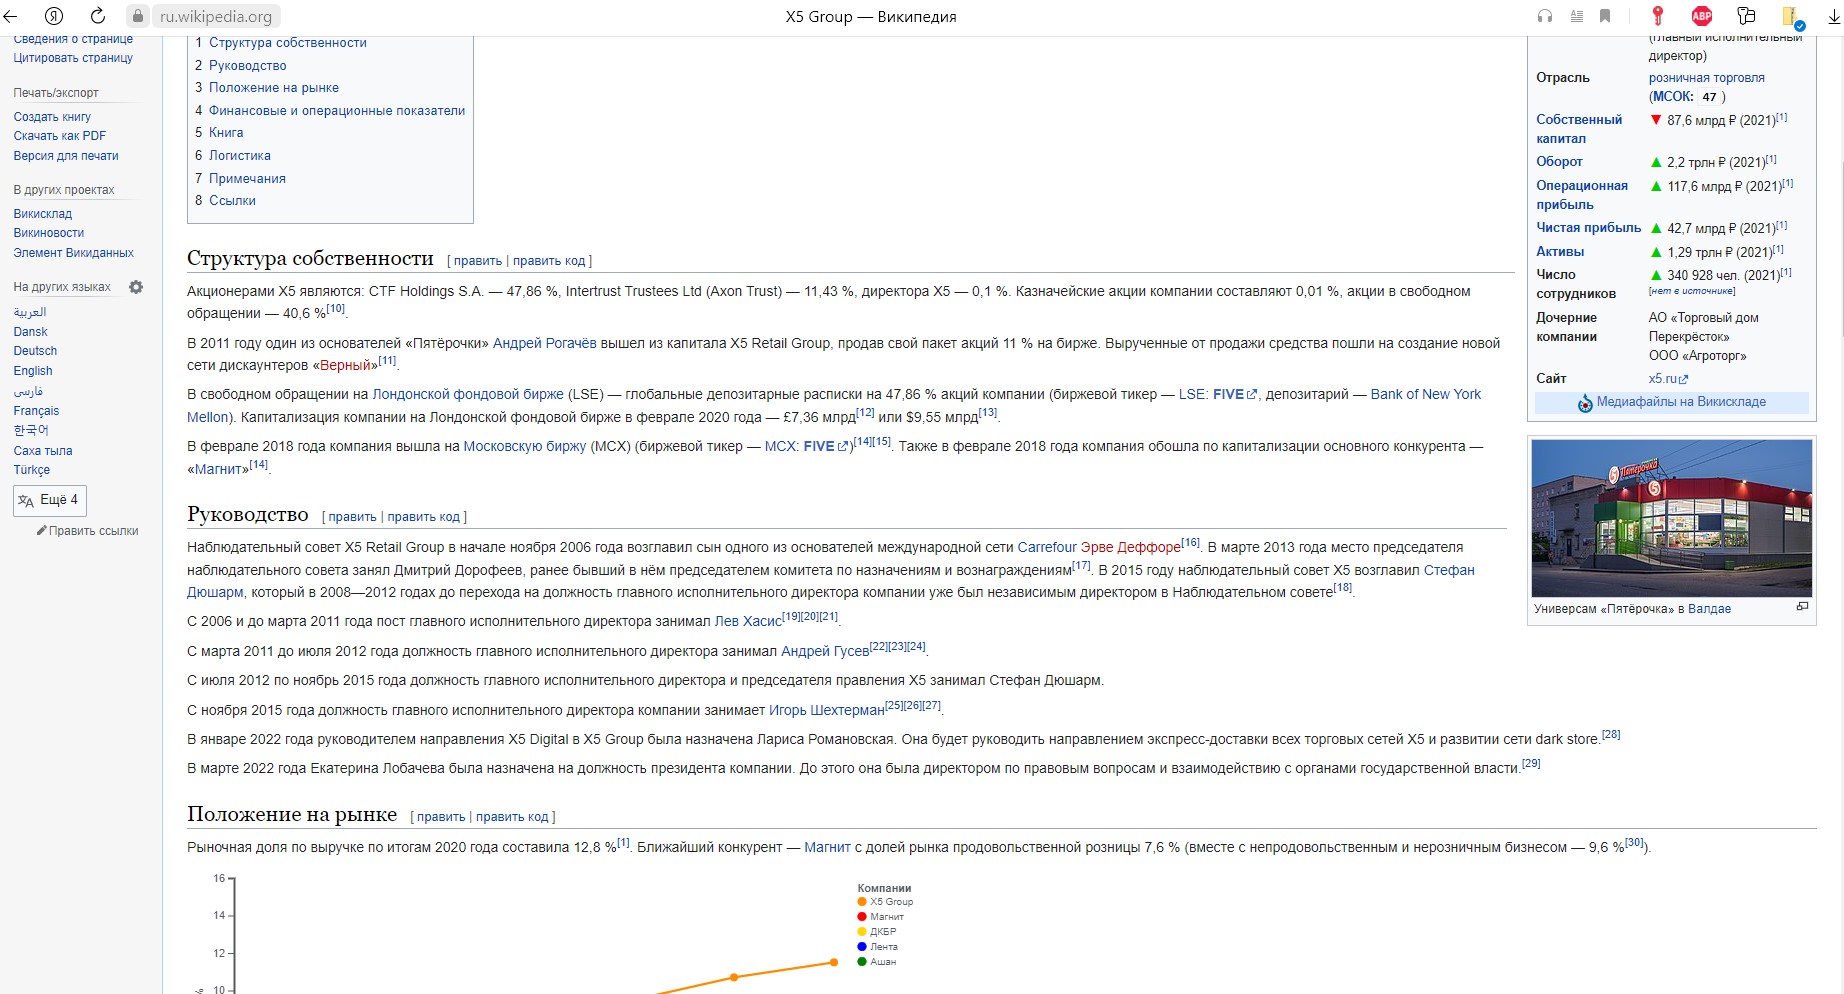 ru.wikipedia.org
X5 Group — Википедия
ABP
Сведения о странице
Цитировать страницу
Печать/экспорт
Создать книгу
Скачать как PDF
Версия для печати
В других проектах
Викисклад
Викиновости
Элемент Викиданных
На других языках
العربية
Dansk
Deutsch
English
فارسی
Français
한국어
Саха тыла
Türkçe
Ещё 4
Править ссылки
1 Структура собственности
2 Руководство
3 Положение на рынке
4 Финансовые и операционные показатели
5 Книга
6 Логистика
7 Примечания
8 Ссылки
Структура собственности [ править | править код ]
Акционерами X5 являются: CTF Holdings S.A. — 47,86 %, Intertrust Trustees Ltd (Axon Trust) — 11,43 %, директора X5 — 0,1 %. Казначейские акции компании составляют 0,01 %, акции в свободном
обращении — 40,6 %[10].
В 2011 году один из основателей «Пятёрочки» Андрей Рогачёв вышел из капитала X5 Retail Group, продав свой пакет акций 11 % на бирже. Вырученные от продажи средства пошли на создание новой
сети дискаунтеров «Верный»[11].
В свободном обращении на Лондонской фондовой бирже (LSE) — глобальные депозитарные расписки на 47,86 % акций компании (биржевой тикер — LSE: FIVE, депозитарий — Bank of New York
Mellon). Капитализация компании на Лондонской фондовой бирже в феврале 2020 года — £7,36 млрд[12] или $9,55 млрд[13].
В феврале 2018 года компания вышла на Московскую биржу (MCX) (биржевой тикер — MCX: FIVE)[14][15]. Также в феврале 2018 года компания обошла по капитализации основного конкурента —
«Магнит»[14].
Руководство [ править | править код ]
Наблюдательный совет X5 Retail Group в начале ноября 2006 года возглавил сын одного из основателей международной сети Carrefour Эрве Деффоре[16]. В марте 2013 года место председателя
наблюдательного совета занял Дмитрий Дорофеев, ранее бывший в нём председателем комитета по назначениям и вознаграждениям[17]. В 2015 году наблюдательный совет X5 возглавил Стефан
Дюшарм, который в 2008—2012 годах до перехода на должность главного исполнительного директора компании уже был независимым директором в Наблюдательном совете[18].
С 2006 и до марта 2011 года пост главного исполнительного директора занимал Лев Хасис[19][20][21].
С марта 2011 до июля 2012 года должность главного исполнительного директора занимал Андрей Гусев[22][23][24].
С июля 2012 по ноябрь 2015 года должность главного исполнительного директора и председателя правления X5 занимал Стефан Дюшарм.
С ноября 2015 года должность главного исполнительного директора компании занимает Игорь Шехтерман[25][26][27].
В январе 2022 года руководителем направления X5 Digital в X5 Group была назначена Лариса Романовская. Она будет руководить направлением экспресс-доставки всех торговых сетей X5 и развитии сети dark store.[28]
В марте 2022 года Екатерина Лобачева была назначена на должность президента компании. До этого она была директором по правовым вопросам и взаимодействию с органами государственной власти.[29]
Положение на рынке [ править | править код ]
Рыночная доля по выручке по итогам 2020 года составила 12,8 %[1]. Ближайший конкурент — Магнит с долей рынка продовольственной розницы 7,6 % (вместе с непродовольственным и нерозничным бизнесом — 9,6 %[30]).
16
14
12
10
%
Компании
X5 Group
Магнит
ДКБР
Лента
Ашан
(главный исполнительный
директор)
Отрасль розничная торговля
(МСОК: 47 )
Собственный капитал ▼ 87,6 млрд ₽ (2021)[1]
Оборот ▲ 2,2 трлн ₽ (2021)[1]
Операционная прибыль ▲ 117,6 млрд ₽ (2021)[1]
Чистая прибыль ▲ 42,7 млрд ₽ (2021)[1]
Активы ▲ 1,29 трлн ₽ (2021)[1]
Число сотрудников ▲ 340 928 чел. (2021)[1]
[нет в источнике]
Дочерние компании АО «Торговый дом
Перекрёсток»
ООО «Агроторг»
Сайт x5.ru
Медиафайлы на Викискладе
Пятёрочка
Универсам «Пятёрочка» в Валдае